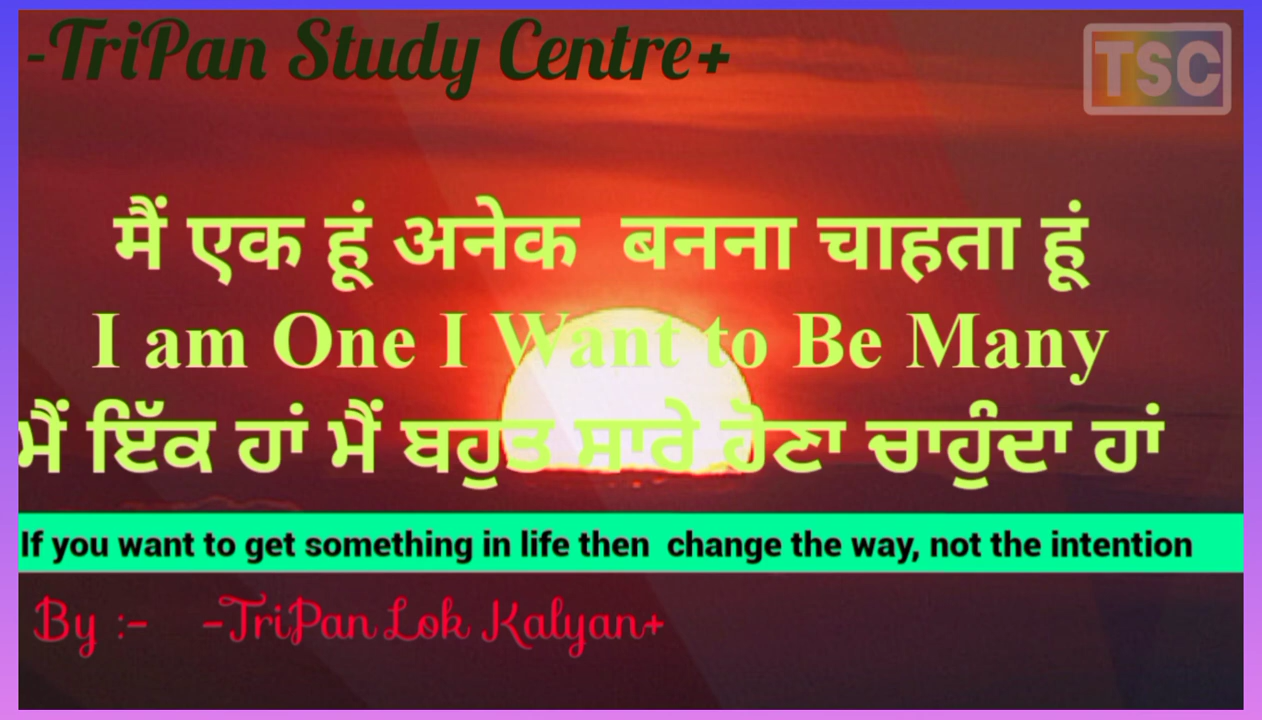 -TriPan Study Centre+
TSC
मैं एक हूं अनेक बनना चाहता हूं
I am One I Want to Be Many
ਮੈਂ ਇੱਕ ਹਾਂ ਮੈਂ ਬਹੁਤ ਸਾਰੇ ਹੋਣਾ ਚਾਹੁੰਦਾ ਹਾਂ
If you want to get something in life then change the way, not the intention
By :- -TriPan Lok Kalyan+